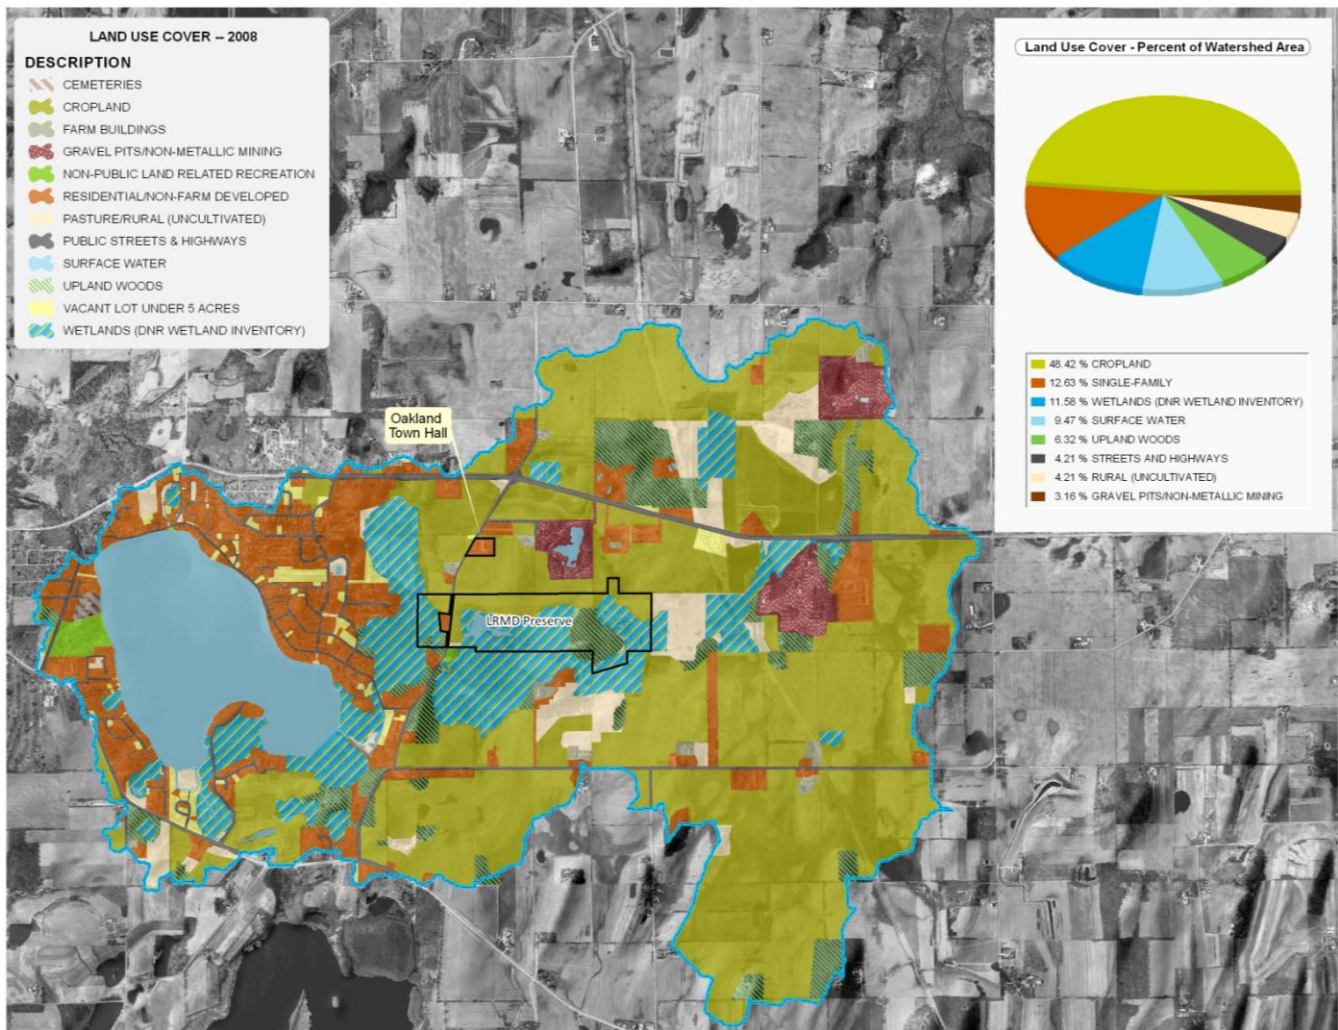 LAND USE COVER -- 2008
DESCRIPTION
CEMETERIES
CROPLAND
FARM BUILDINGS
GRAVEL PITS/NON-METALLIC MINING
NON-PUBLIC LAND RELATED RECREATION
RESIDENTIAL/NON-FARM DEVELOPED
PASTURE/RURAL (UNCULTIVATED)
PUBLIC STREETS & HIGHWAYS
SURFACE WATER
UPLAND WOODS
VACANT LOT UNDER 5 ACRES
WETLANDS (DNR WETLAND INVENTORY)
Land Use Cover - Percent of Watershed Area
48.42 % CROPLAND
12.63 % SINGLE-FAMILY
11.58 % WETLANDS (DNR WETLAND INVENTORY)
9.47 % SURFACE WATER
6.32 % UPLAND WOODS
4.21 % STREETS AND HIGHWAYS
4.21 % RURAL (UNCULTIVATED)
3.16 % GRAVEL PITS/NON-METALLIC MINING
Oakland
Town Hall
LRMD Preserve